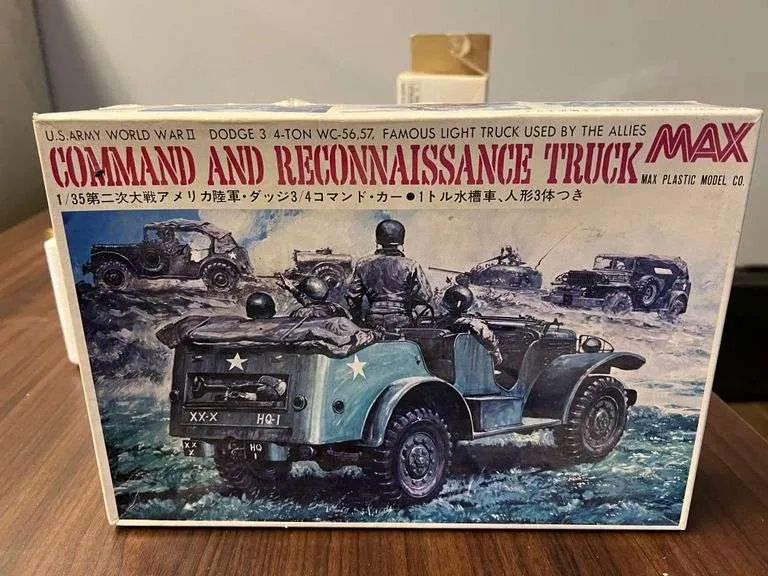 U.S.ARMY WORLD WAR II DODGE 3/4-TON WC-56,57, FAMOUS LIGHT TRUCK USED BY THE ALLIES
COMMAND AND RECONNAISSANCE TRUCK
MAX
MAX PLASTIC MODEL CO.
1/35第二次大戦アメリカ陸軍・ダッジ3/4コマンド・カー●1トル水槽車、人形3体つき
XX-X HQ-1
XX
X
HQ
1